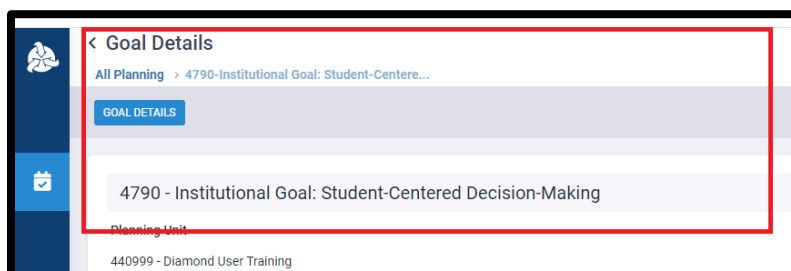 < Goal Details
All Planning > 4790-Institutional Goal: Student-Centere...
GOAL DETAILS
4790 - Institutional Goal: Student-Centered Decision-Making
Planning Unit
440999 - Diamond User Training